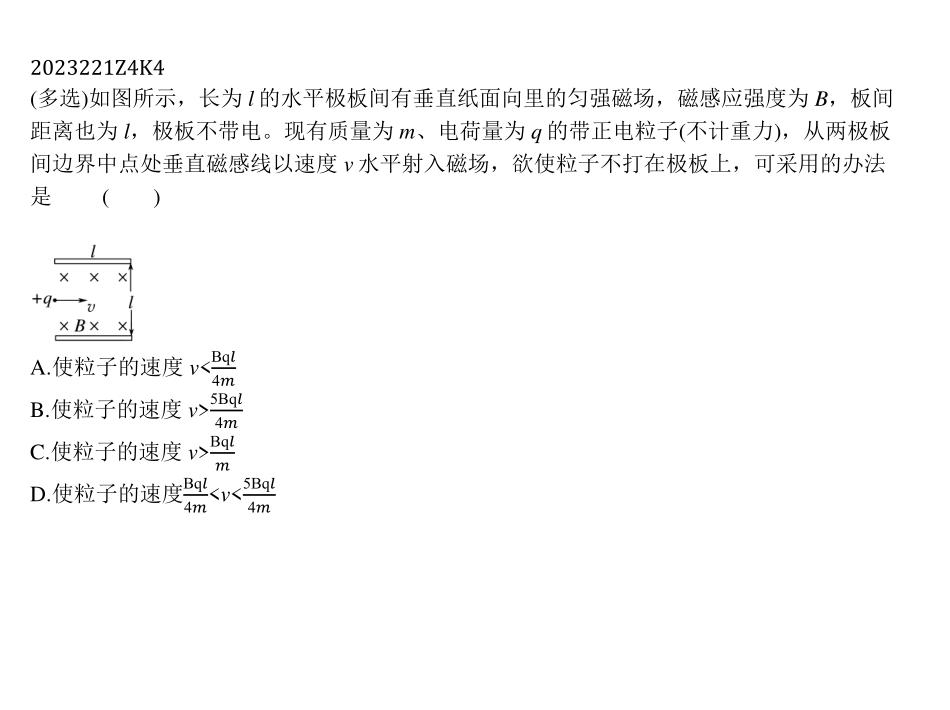 2023221Z4K4
(多选)如图所示，长为 l 的水平极板间有垂直纸面向里的匀强磁场，磁感应强度为 B，板间
距离也为 l，极板不带电。现有质量为 m、电荷量为 q 的带正电粒子(不计重力)，从两极板
间边界中点处垂直磁感线以速度 v 水平射入磁场，欲使粒子不打在极板上，可采用的办法
是 ( )
l
× × ×
+q v l
× B × ×
A.使粒子的速度 v<Bql/4m
B.使粒子的速度 v>5Bql/4m
C.使粒子的速度 v>Bql/m
D.使粒子的速度Bql/4m<v<5Bql/4m